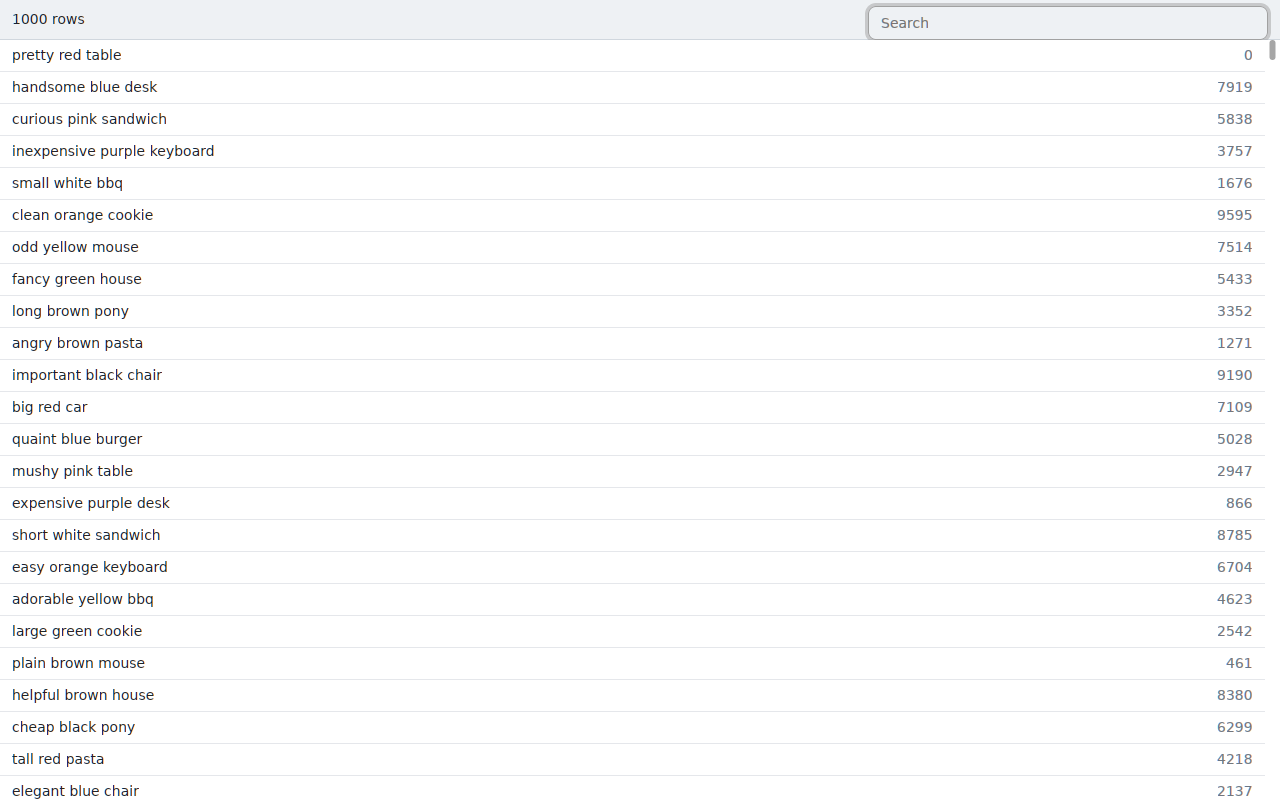 1000 rows
Search
pretty red table 0
handsome blue desk 7919
curious pink sandwich 5838
inexpensive purple keyboard 3757
small white bbq 1676
clean orange cookie 9595
odd yellow mouse 7514
fancy green house 5433
long brown pony 3352
angry brown pasta 1271
important black chair 9190
big red car 7109
quaint blue burger 5028
mushy pink table 2947
expensive purple desk 866
short white sandwich 8785
easy orange keyboard 6704
adorable yellow bbq 4623
large green cookie 2542
plain brown mouse 461
helpful brown house 8380
cheap black pony 6299
tall red pasta 4218
elegant blue chair 2137